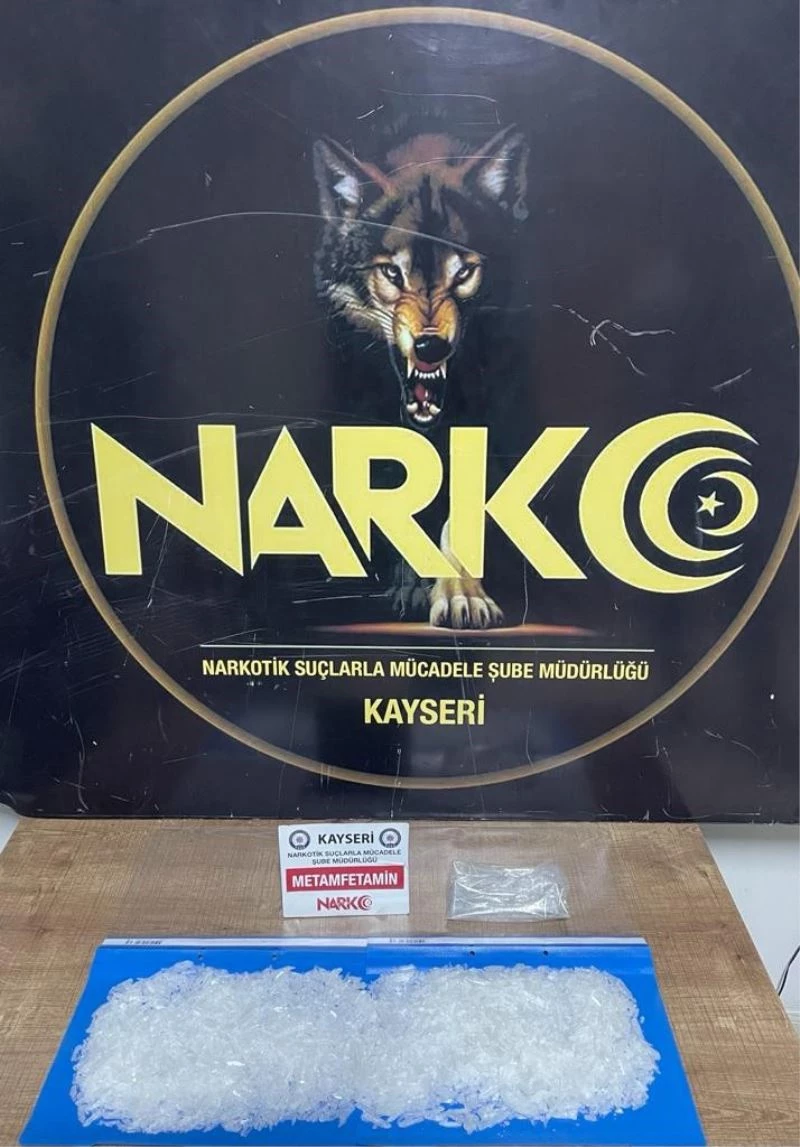 NARKO
NARKOTİK SUÇLARLA MÜCADELE ŞUBE MÜDÜRLÜĞÜ
KAYSERİ
KAYSERİ
NARKOTİK SUÇLARLA MÜCADELE
ŞUBE MÜDÜRLÜĞÜ
METAMFETAMİN
NARKO